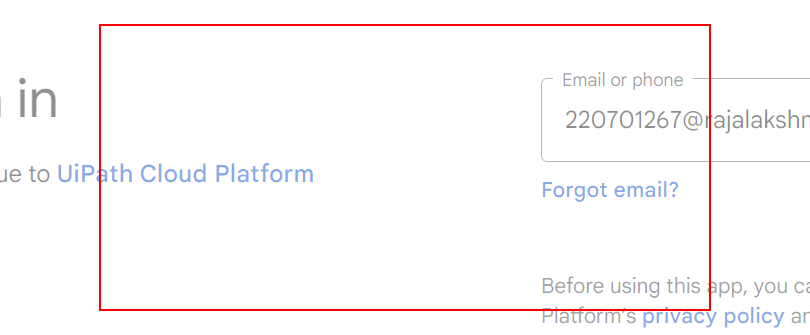 in
ue to UiPath Cloud Platform
Email or phone
220701267@rajalakshm
Forgot email?
Before using this app, you ca
Platform's privacy policy an